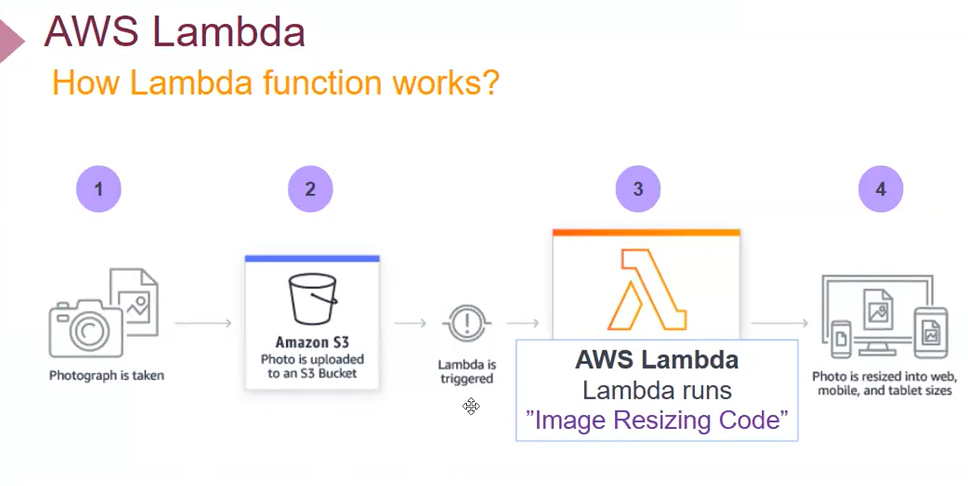 AWS Lambda
How Lambda function works?
1
2
3
4
Photograph is taken
Amazon S3
Photo is uploaded
to an S3 Bucket
Lambda is
triggered
AWS Lambda
Lambda runs
”Image Resizing Code”
Photo is resized into web,
mobile, and tablet sizes